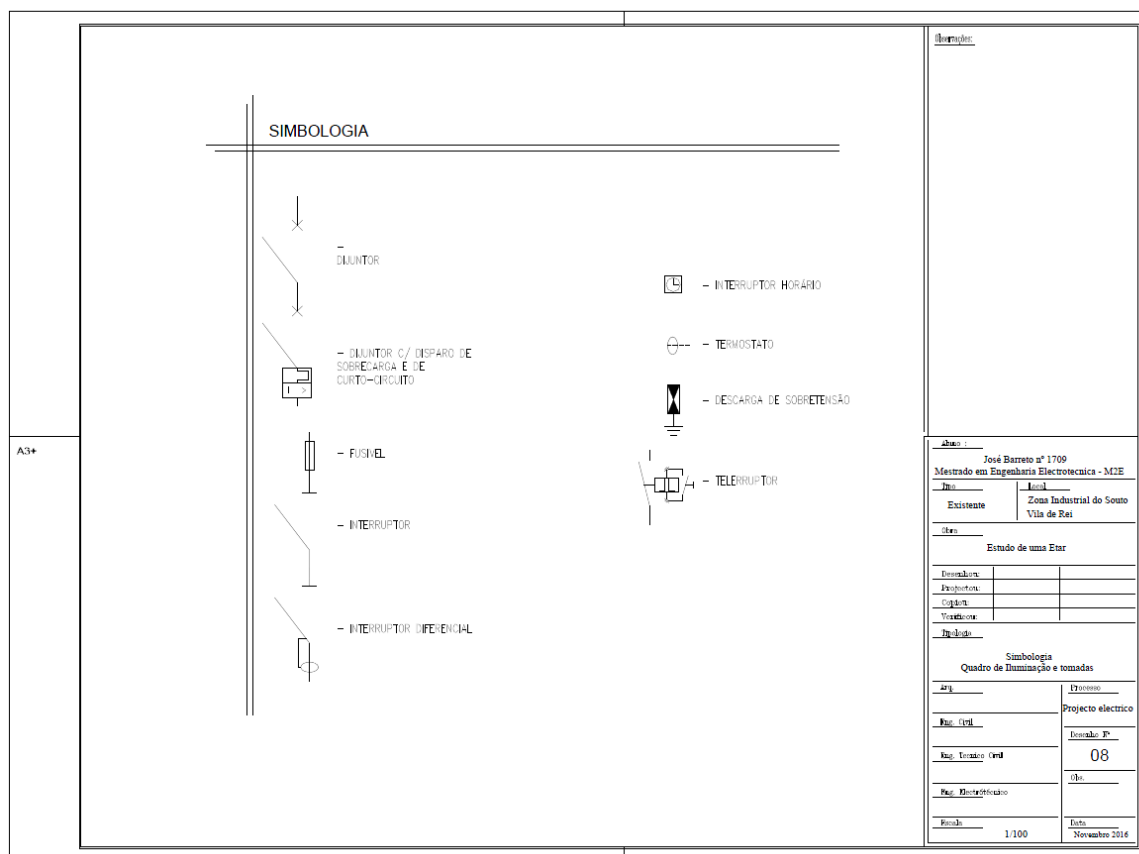 SIMBOLOGIA
–
DIJUNTOR
– DIJUNTOR C/ DISPARO DE
SOBRECARGA E DE
CURTO-CIRCUITO
I >
– FUSIVEL
– INTERRUPTOR
– INTERRUPTOR DIFERENCIAL
– INTERRUPTOR HORÁRIO
– TERMOSTATO
– DESCARGA DE SOBRETENSÃO
– TELERRUPTOR
A3+
Observações:
Aluno :
José Barreto nº 1709
Mestrado em Engenharia Electrotecnica - M2E
Tipo
Local
Existente
Zona Industrial do Souto
Vila de Rei
Obra
Estudo de uma Etar
Desenhou:
Projectou:
Copiou:
Verificou:
Tipologia
Simbologia
Quadro de Iluminação e tomadas
Arq.
Processo
Projecto electrico
Eng. Civil
Desenho Nº
08
Eng. Tecnico Civil
Obs.
Eng. Electrótécnico
Escala
1/100
Data
Novembro 2016